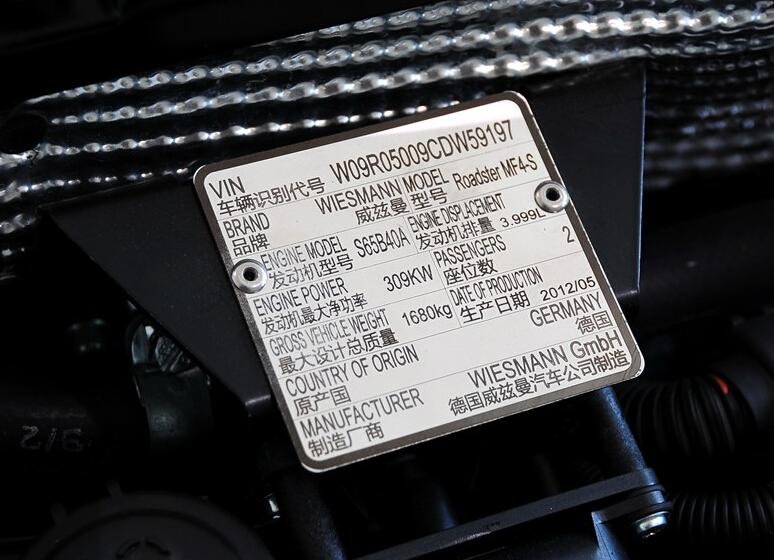 VIN
车辆识别代号 W09R05009CDW59197
BRAND WIESMANN MODEL Roadster MF4-S
品牌 威兹曼 型号
ENGINE MODEL S65B40A ENGINE DISPLACEMENT 3.999L
发动机型号 发动机排量
ENGINE POWER 309KW PASSENGERS 2
发动机最大净功率 座位数
GROSS VEHICLE WEIGHT 1680kg DATE OF PRODUCTION 2012/05
最大设计总质量 生产日期
COUNTRY OF ORIGIN GERMANY
原产国 德国
MANUFACTURER WIESMANN GmbH
制造厂商 德国威兹曼汽车公司制造
2/6